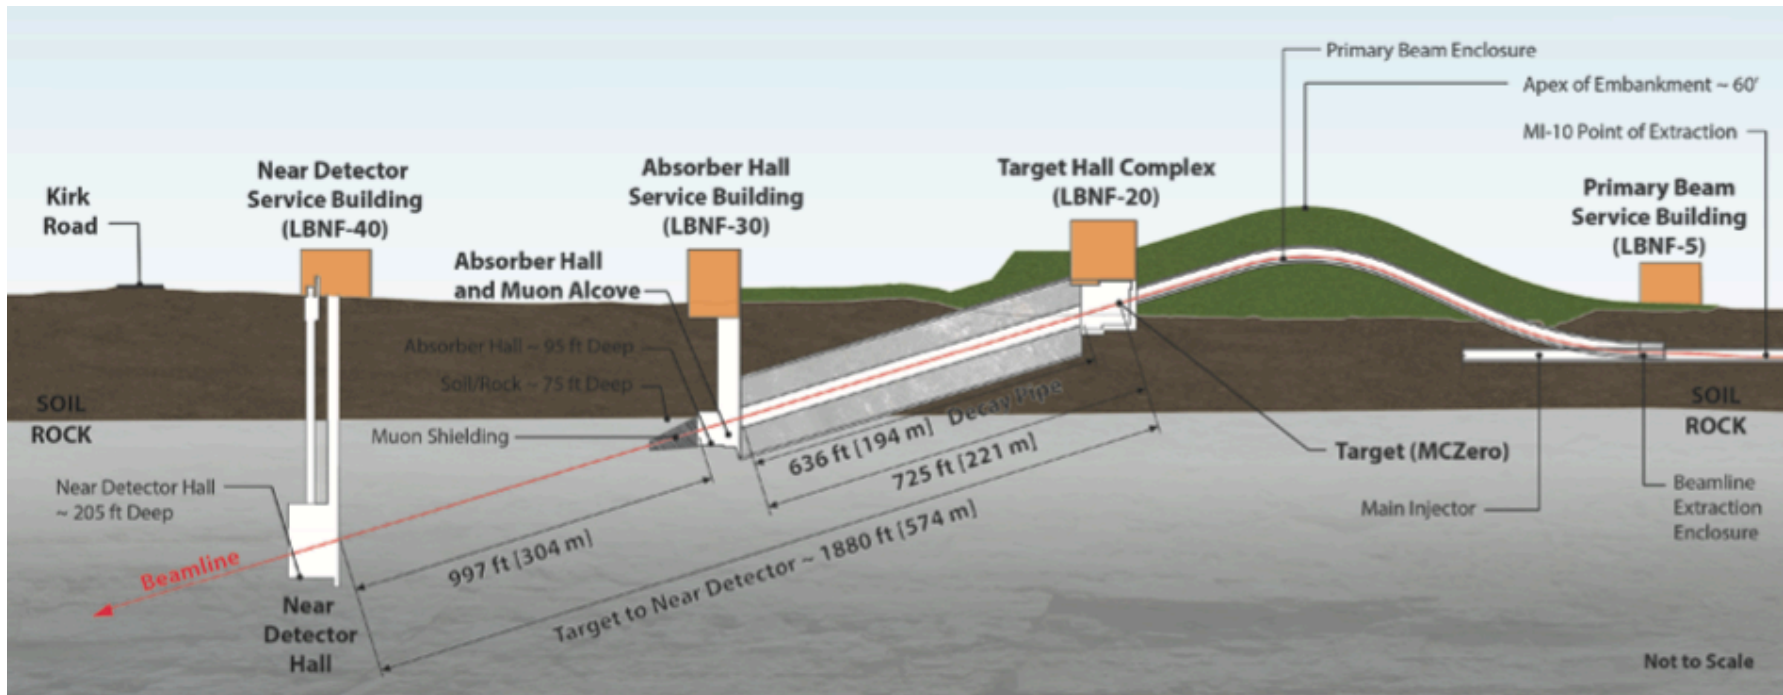 Primary Beam Enclosure
Apex of Embankment ~ 60'
MI-10 Point of Extraction
Kirk
Road
Near Detector
Service Building
(LBNF-40)
Absorber Hall
Service Building
(LBNF-30)
Target Hall Complex
(LBNF-20)
Primary Beam
Service Building
(LBNF-5)
Absorber Hall
and Muon Alcove
Absorber Hall ~ 95 ft Deep
Soil/Rock ~ 75 ft Deep
SOIL
ROCK
Muon Shielding
Near Detector Hall
~ 205 ft Deep
Beamline
Near
Detector
Hall
997 ft [304 m]
636 ft [194 m] Decay Pipe
725 ft [221 m]
Target to Near Detector ~ 1880 ft [574 m]
Target (MCZero)
Main Injector
SOIL
ROCK
Beamline
Extraction
Enclosure
Not to Scale